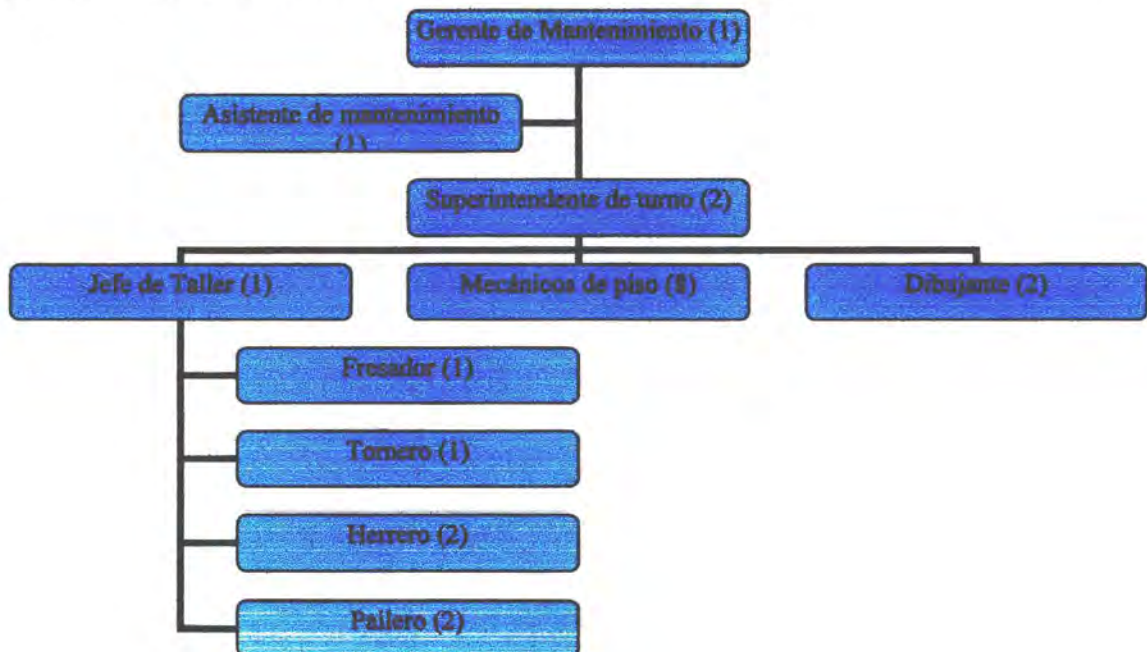 Gerente de Mantenimiento (1)
Asistente de mantenimiento
(1)
Superintendente de turno (2)
Jefe de Taller (1)
Mecánicos de piso (8)
Dibujante (2)
Fresador (1)
Tornero (1)
Herrero (2)
Pailero (2)